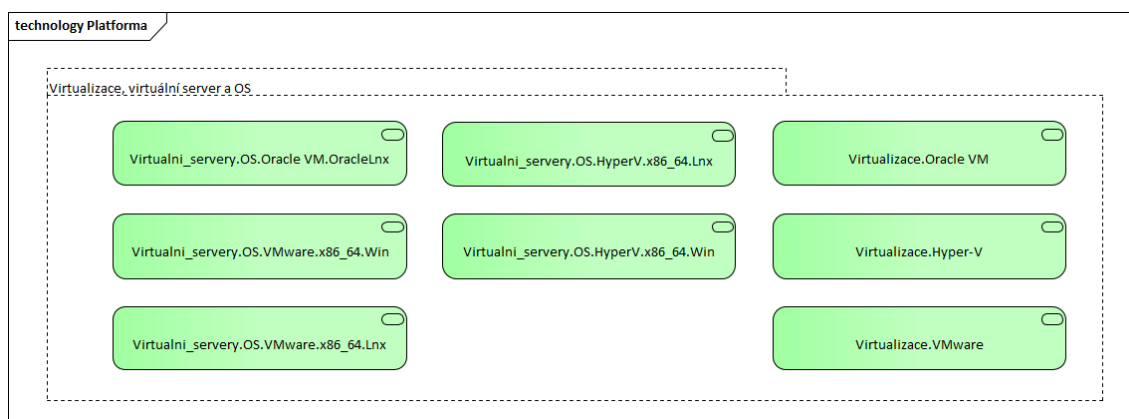 technology Platforma
Virtualizace, virtuální server a OS
Virtualni_servery.OS.Oracle VM.OracleLnx
Virtualni_servery.OS.HyperV.x86_64.Lnx
Virtualizace.Oracle VM
Virtualni_servery.OS.VMware.x86_64.Win
Virtualni_servery.OS.HyperV.x86_64.Win
Virtualizace.Hyper-V
Virtualni_servery.OS.VMware.x86_64.Lnx
Virtualizace.VMware